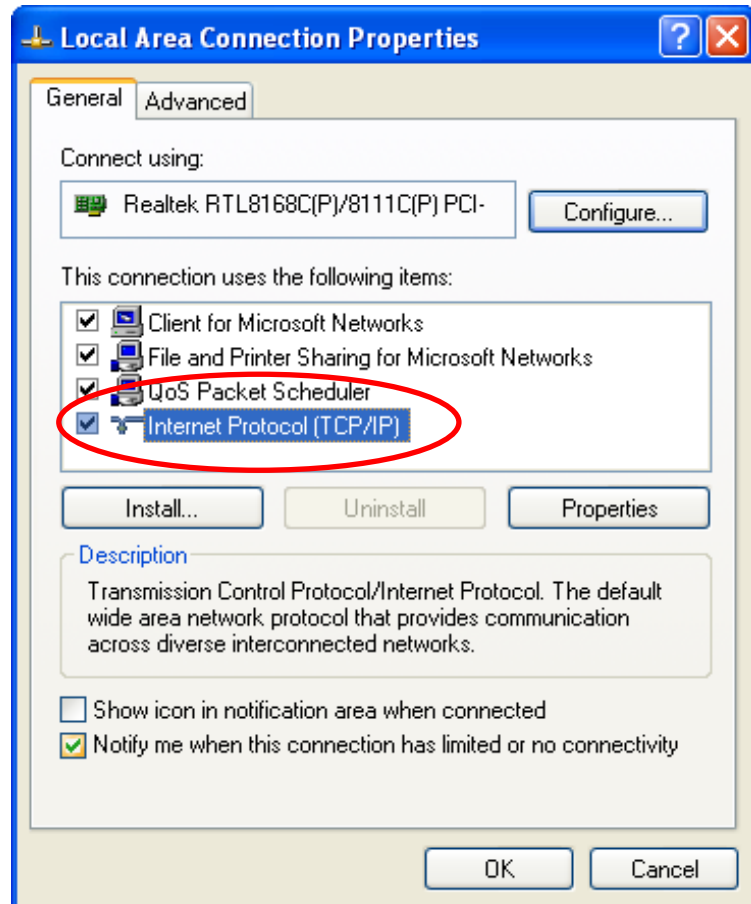 Local Area Connection Properties
General Advanced
Connect using:
Realtek RTL8168C(P)/8111C(P) PCI-
Configure...
This connection uses the following items:
Client for Microsoft Networks
File and Printer Sharing for Microsoft Networks
QoS Packet Scheduler
Internet Protocol (TCP/IP)
Install... Uninstall Properties
Description
Transmission Control Protocol/Internet Protocol. The default
wide area network protocol that provides communication
across diverse interconnected networks.
Show icon in notification area when connected
Notify me when this connection has limited or no connectivity
OK Cancel